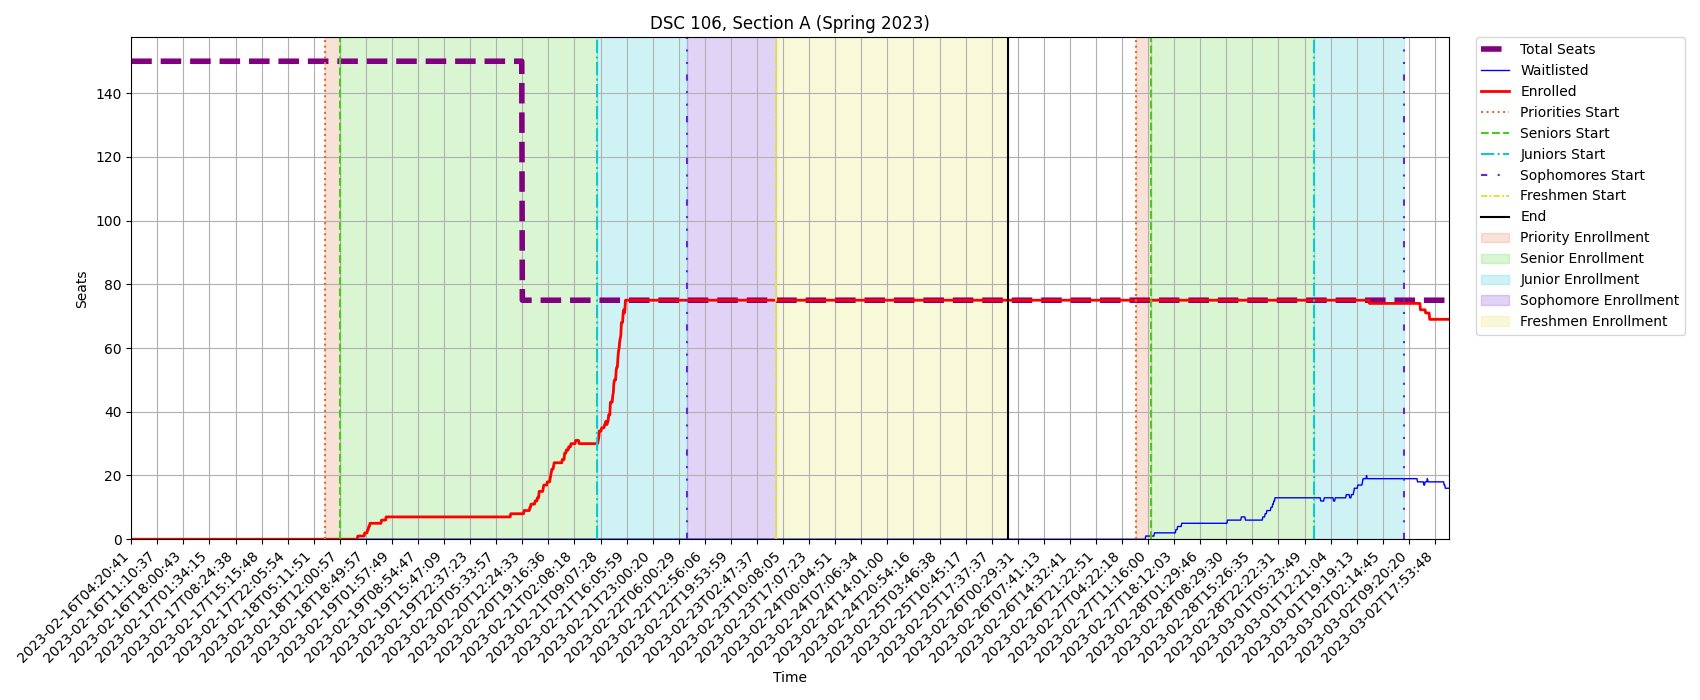 DSC 106, Section A (Spring 2023)
Seats
140
120
100
80
60
40
20
0
2023-02-16T04:20:41
2023-02-16T11:10:37
2023-02-16T18:00:43
2023-02-17T01:34:15
2023-02-17T08:24:38
2023-02-17T15:15:48
2023-02-17T22:05:54
2023-02-18T05:11:51
2023-02-18T12:00:57
2023-02-18T18:49:57
2023-02-19T01:57:49
2023-02-19T08:54:47
2023-02-19T15:47:09
2023-02-19T22:37:23
2023-02-20T05:33:57
2023-02-20T12:24:33
2023-02-20T19:16:36
2023-02-21T02:08:18
2023-02-21T09:07:28
2023-02-21T16:05:59
2023-02-21T23:00:20
2023-02-22T06:00:29
2023-02-22T12:56:06
2023-02-22T19:53:59
2023-02-23T02:47:37
2023-02-23T10:08:05
2023-02-23T17:07:23
2023-02-24T00:04:51
2023-02-24T07:06:34
2023-02-24T14:01:00
2023-02-24T20:54:16
2023-02-25T03:46:38
2023-02-25T10:45:17
2023-02-25T17:37:37
2023-02-26T00:29:31
2023-02-26T07:41:13
2023-02-26T14:32:41
2023-02-26T21:22:51
2023-02-27T04:22:18
2023-02-27T11:16:00
2023-02-27T18:12:03
2023-02-28T01:29:46
2023-02-28T08:29:30
2023-02-28T15:26:35
2023-02-28T22:22:31
2023-03-01T05:23:49
2023-03-01T12:21:04
2023-03-01T19:19:13
2023-03-02T02:14:45
2023-03-02T09:20:20
2023-03-02T17:53:48
Time
Total Seats
Waitlisted
Enrolled
Priorities Start
Seniors Start
Juniors Start
Sophomores Start
Freshmen Start
End
Priority Enrollment
Senior Enrollment
Junior Enrollment
Sophomore Enrollment
Freshmen Enrollment